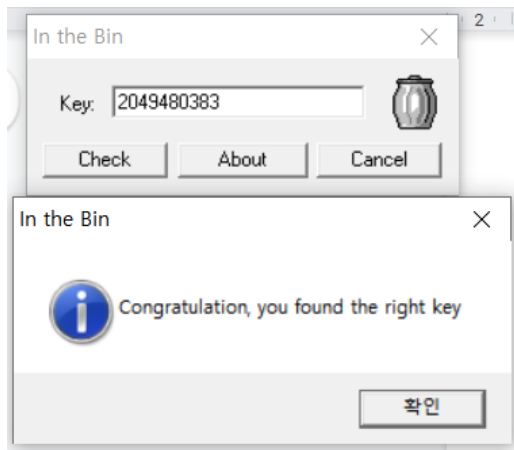 2
In the Bin
Key: 2049480383
Check About Cancel
In the Bin
Congratulation, you found the right key
확인